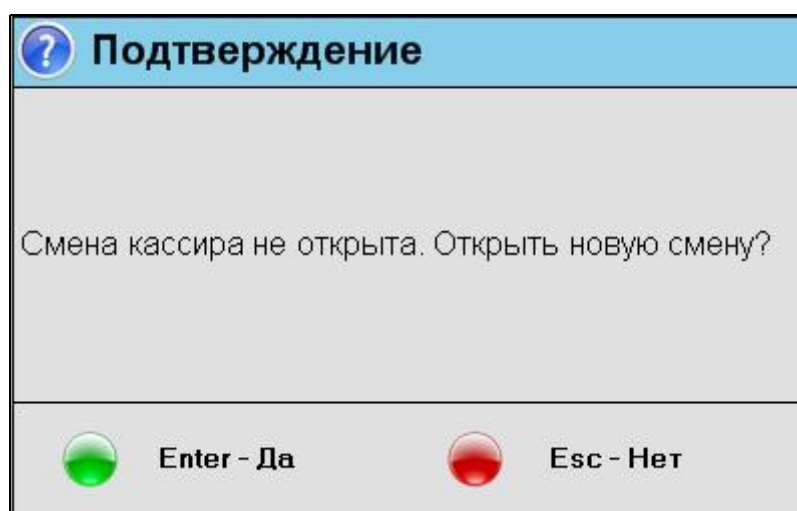 Подтверждение
Смена кассира не открыта. Открыть новую смену?
Enter - Да
Esc - Нет